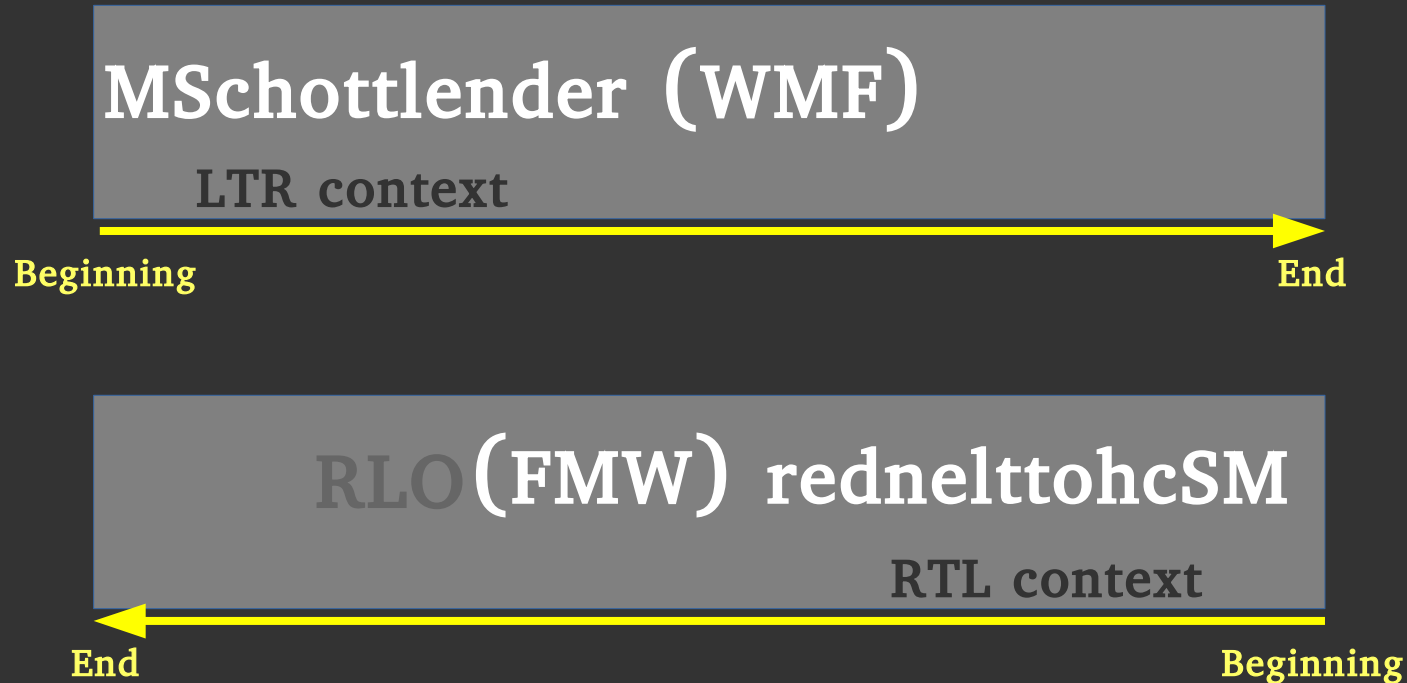 MSchottlender (WMF)
LTR context
Beginning End
RLO(FMW) rednelttohcSM
RTL context
End Beginning